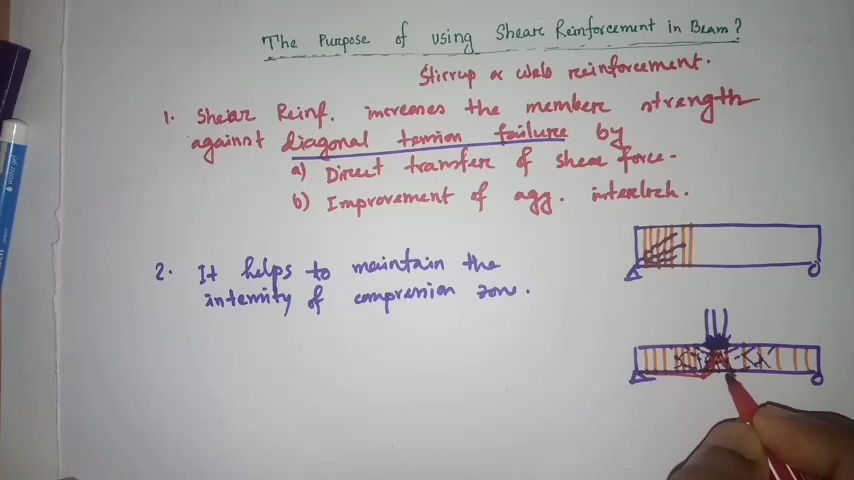 The Purpose of using Shear Reinforcement in Beam?
Stirrup or web reinforcement.
1. Shear Reinf. increases the member strength
against diagonal tension failure by
a) Direct transfer of shear force.
b) Improvement of agg. interlock.
2. It helps to maintain the
intensity of compression zone.